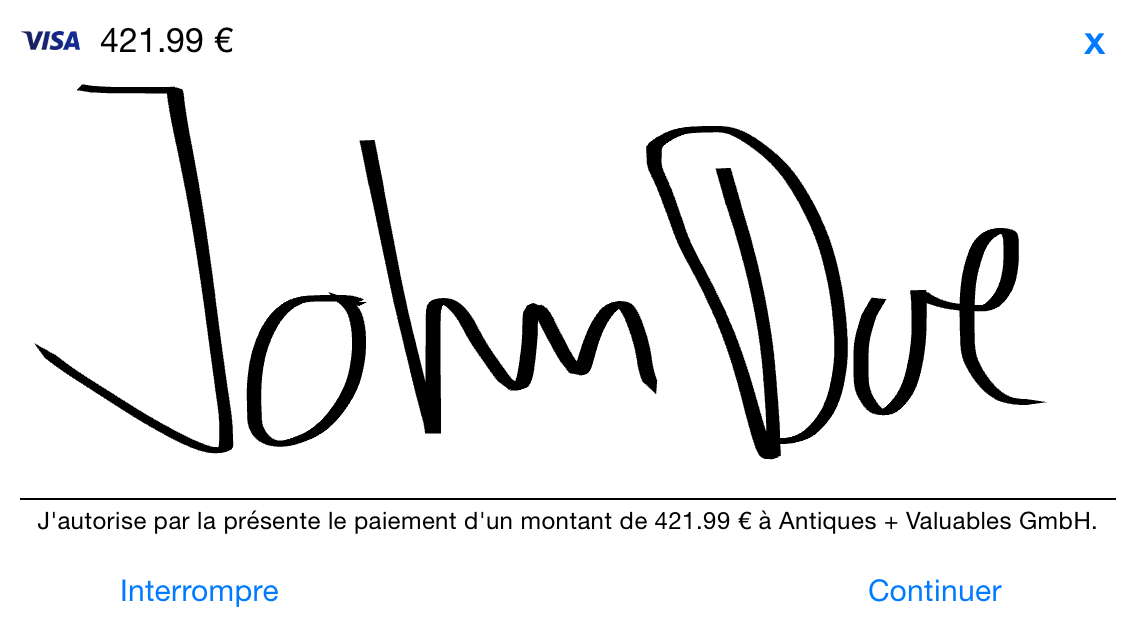 VISA 421.99 € X
John Doe
J'autorise par la présente le paiement d'un montant de 421.99 € à Antiques + Valuables GmbH.
Interrompre Continuer